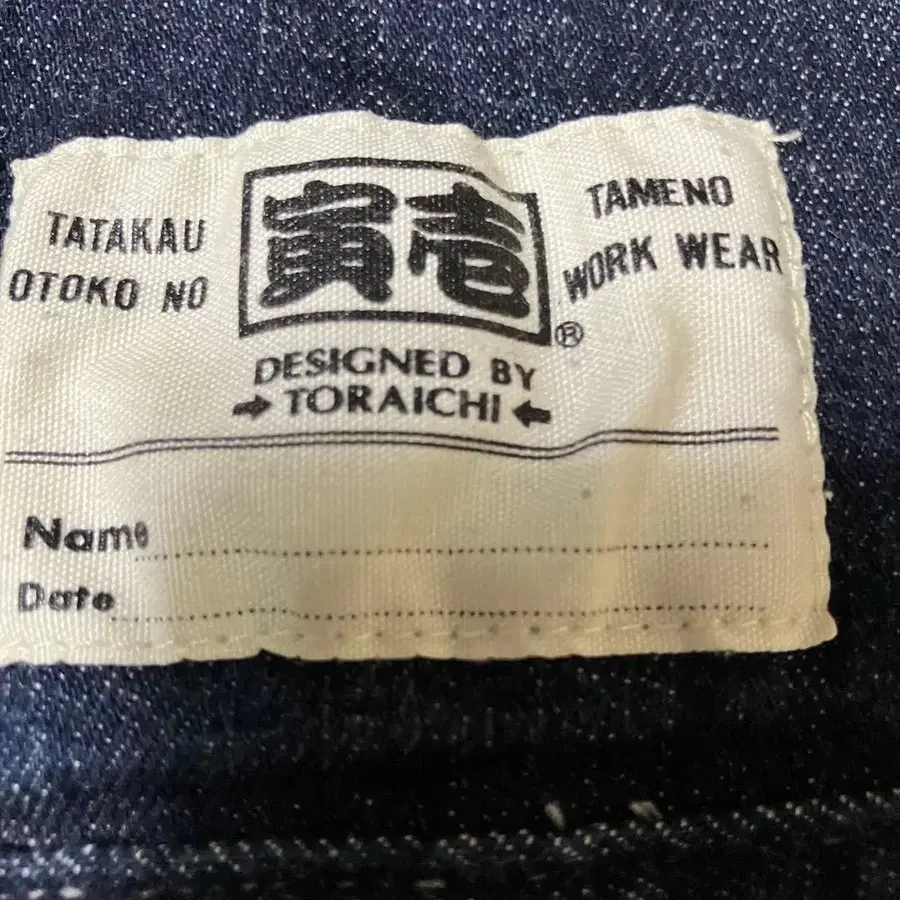 TATAKAU
OTOKO NO
寅壱
®
TAMENO
WORK WEAR
DESIGNED BY
→ TORAICHI ←
Name
Date